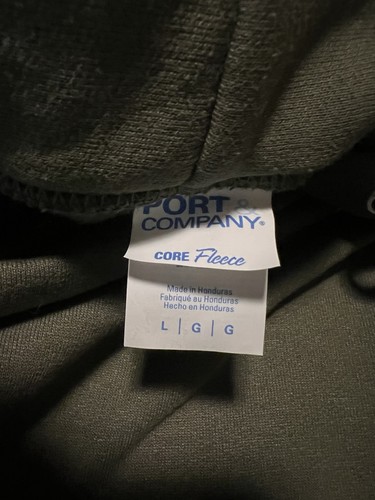 PORT &
COMPANY®
CORE Fleece
Made in Honduras
Fabriqué au Honduras
Hecho en Honduras
L | G | G